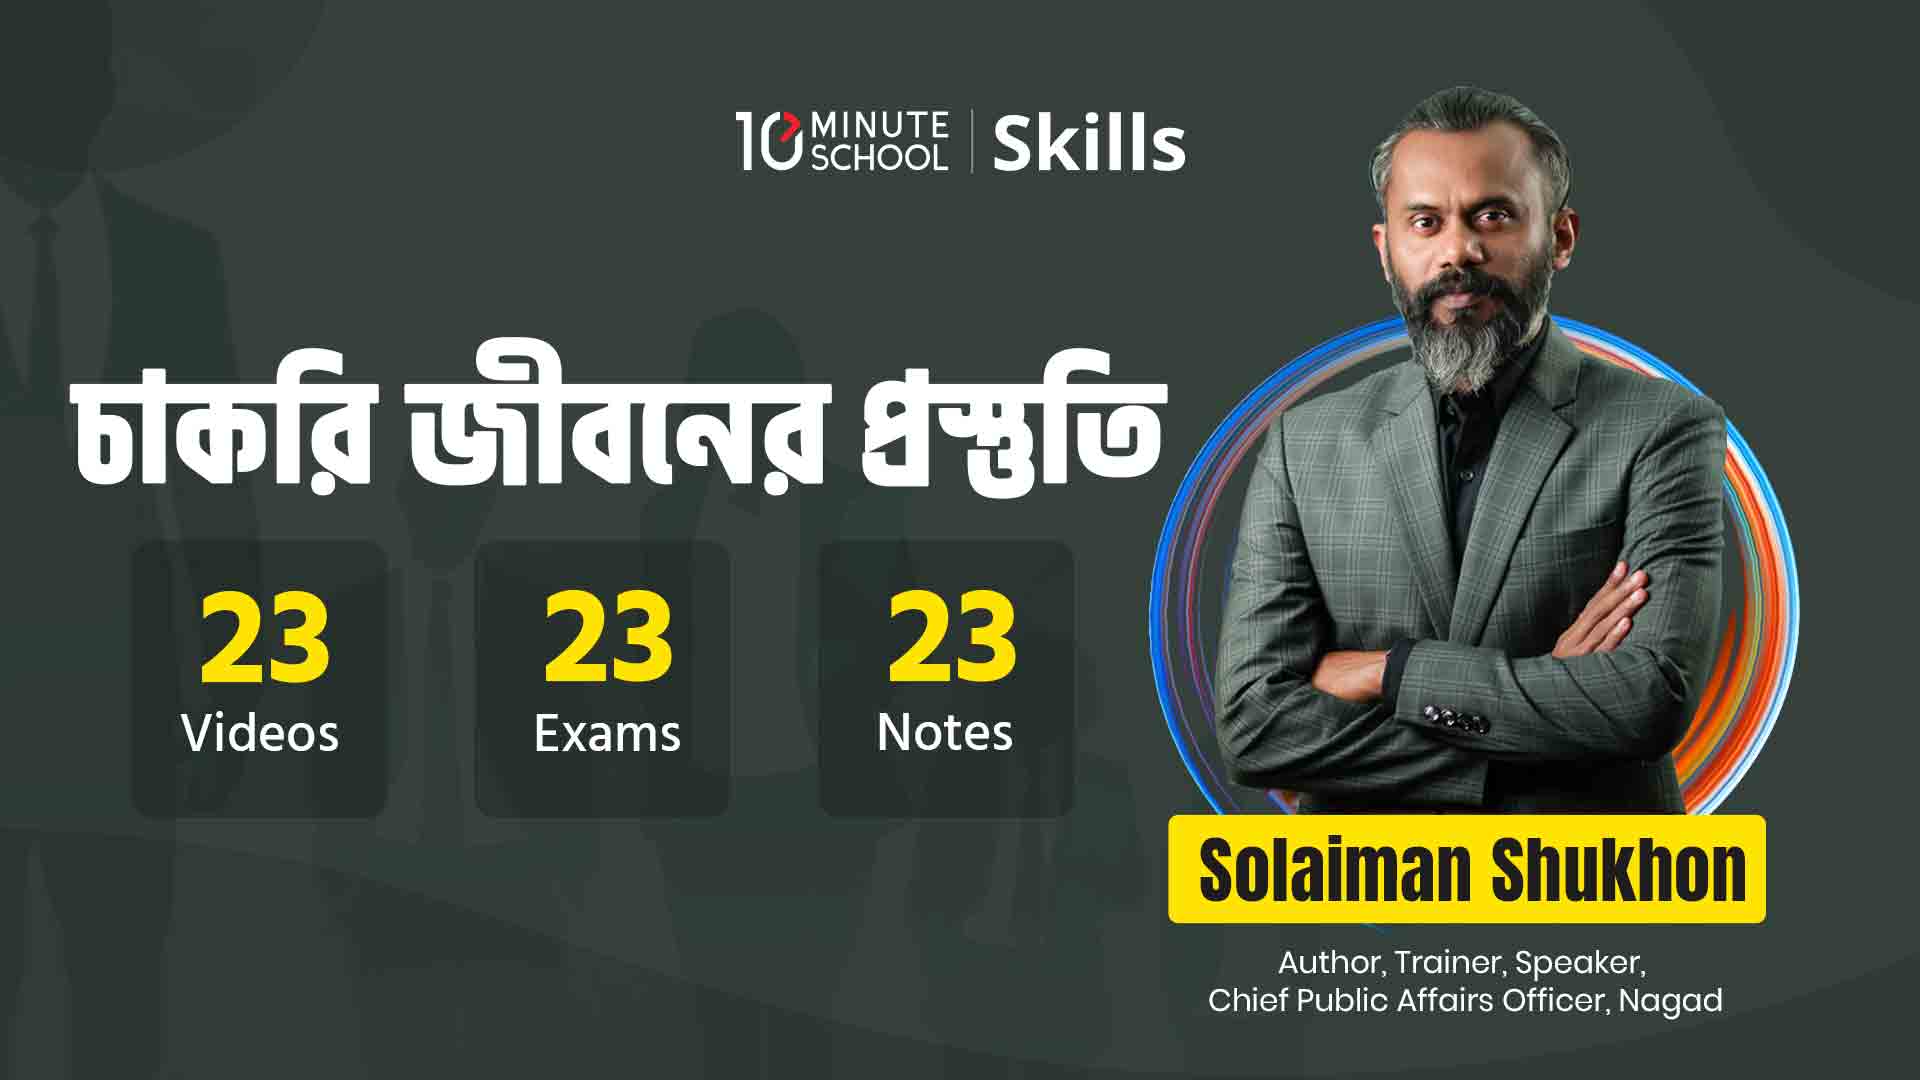 10 MINUTE SCHOOL | Skills
চাকরি জীবনের প্রস্তুতি
23
Videos
23
Exams
23
Notes
Solaiman Shukhon
Author, Trainer, Speaker,
Chief Public Affairs Officer, Nagad